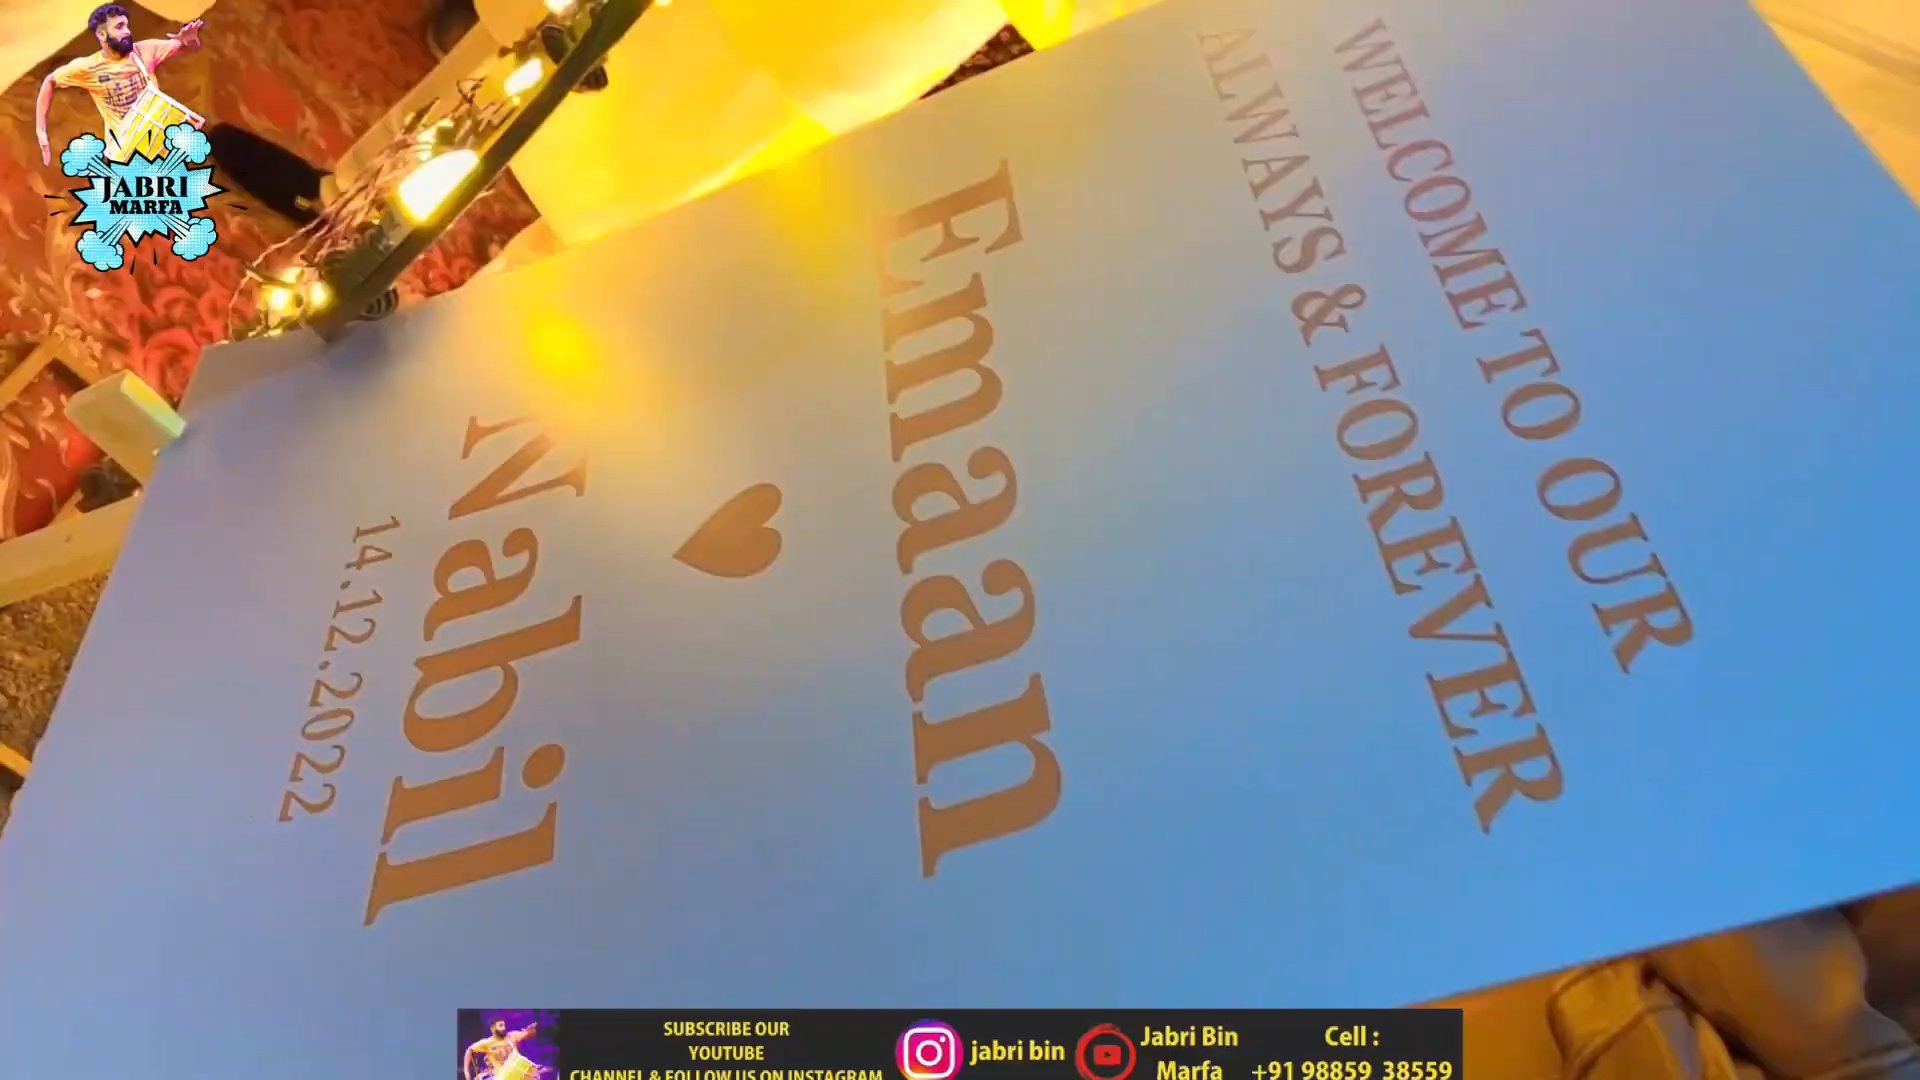 JABRI
MARFA
WELCOME TO OUR
ALWAYS & FOREVER
Emaan
Nabil
14.12.2022
SUBSCRIBE OUR
YOUTUBE
CHANNEL & FOLLOW US ON INSTAGRAM
jabri bin
Jabri Bin
Marfa
Cell :
+91 98859 38559